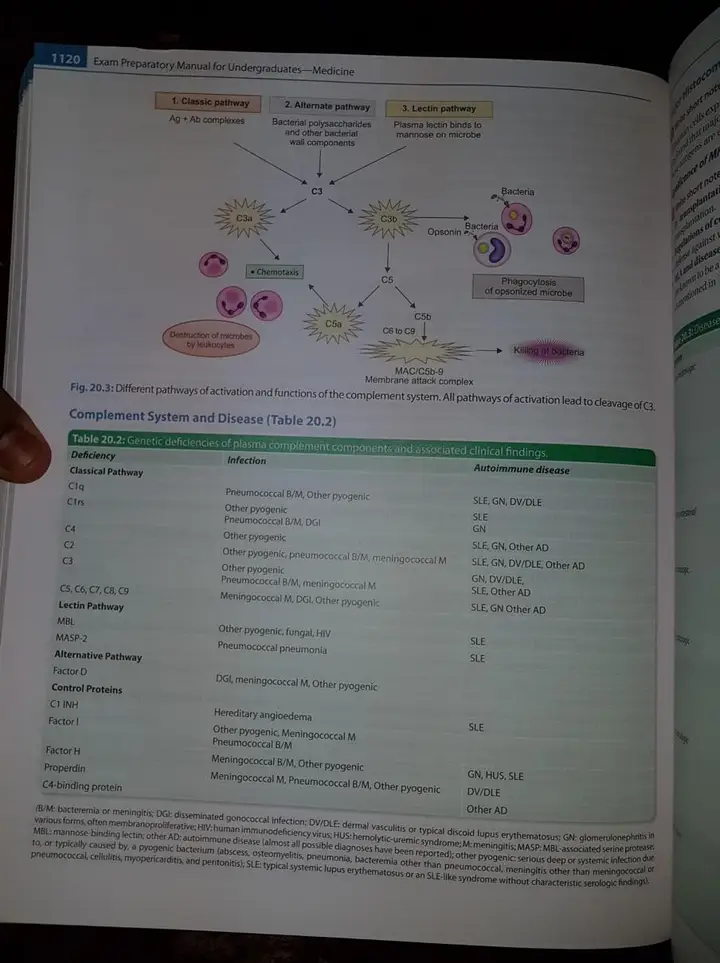 1120 Exam Preparatory Manual for Undergraduates—Medicine
1. Classic pathway
Ag + Ab complexes
2. Alternate pathway
Bacterial polysaccharides
and other bacterial
wall components
3. Lectin pathway
Plasma lectin binds to
mannose on microbe
C3
C3a
C3b
Bacteria
Opsonin
Bacteria
• Chemotaxis
C5
Phagocytosis
of opsonized microbe
C5a
C5b
C6 to C9
Destruction of microbes
by leukocytes
Killing of bacteria
MAC/C5b-9
Membrane attack complex
Fig. 20.3: Different pathways of activation and functions of the complement system. All pathways of activation lead to cleavage of C3.
Complement System and Disease (Table 20.2)
Table 20.2: Genetic deficiencies of plasma complement components and associated clinical findings.
Deficiency Infection Autoimmune disease
Classical Pathway
C1q Pneumococcal B/M, Other pyogenic SLE, GN, DV/DLE
C1rs Other pyogenic SLE
Pneumococcal B/M, DGI GN
C4 Other pyogenic SLE, GN, Other AD
C2 Other pyogenic, pneumococcal B/M, meningococcal M SLE, GN, DV/DLE, Other AD
C3 Other pyogenic GN, DV/DLE,
Pneumococcal B/M, meningococcal M SLE, Other AD
C5, C6, C7, C8, C9 Meningococcal M, DGI, Other pyogenic SLE, GN Other AD
Lectin Pathway
MBL Other pyogenic, fungal, HIV SLE
MASP-2 Pneumococcal pneumonia SLE
Alternative Pathway
Factor D DGI, meningococcal M, Other pyogenic
Control Proteins
C1 INH Hereditary angioedema SLE
Factor I Other pyogenic, Meningococcal M
Pneumococcal B/M
Factor H Meningococcal B/M, Other pyogenic GN, HUS, SLE
Properdin Meningococcal M, Pneumococcal B/M, Other pyogenic DV/DLE
C4-binding protein Other AD
/B/M: bacteremia or meningitis; DGI: disseminated gonococcal infection; DV/DLE: dermal vasculitis or typical discoid lupus erythematosus; GN: glomerulonephritis in
various forms, often membranoproliferative; HIV: human immunodeficiency virus; HUS: hemolytic-uremic syndrome; M: meningitis; MASP: MBL-associated serine protease;
MBL: mannose-binding lectin; other AD: autoimmune disease (almost all possible diagnoses have been reported); other pyogenic: serious deep or systemic infection due
to, or typically caused by, a pyogenic bacterium (abscess, osteomyelitis, pneumonia, bacteremia other than pneumococcal, meningitis other than meningococcal or
pneumococcal, cellulitis, myopericarditis, and peritonitis); SLE: typical systemic lupus erythematosus or an SLE-like syndrome without characteristic serologic findings).